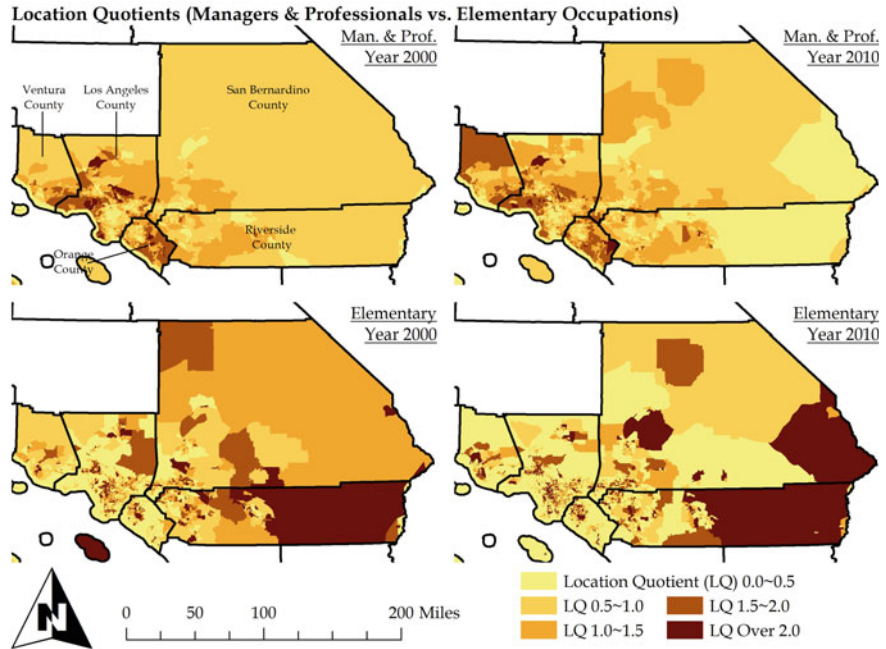 Location Quotients (Managers & Professionals vs. Elementary Occupations)
Man. & Prof.
Year 2000
Ventura
County
Los Angeles
County
San Bernardino
County
Riverside
County
Orange
County
Man. & Prof.
Year 2010
Elementary
Year 2000
Elementary
Year 2010
N
0 50 100 200 Miles
Location Quotient (LQ) 0.0~0.5
LQ 0.5~1.0
LQ 1.5~2.0
LQ 1.0~1.5
LQ Over 2.0